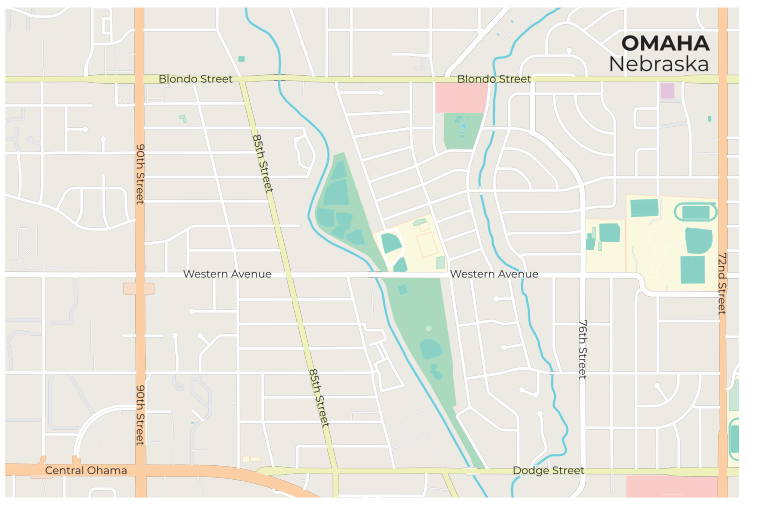 OMAHA
Nebraska
Blondo Street
Blondo Street
90th Street
85th Street
72nd Street
Western Avenue
Western Avenue
76th Street
85th Street
90th Street
Central Ohama
Dodge Street